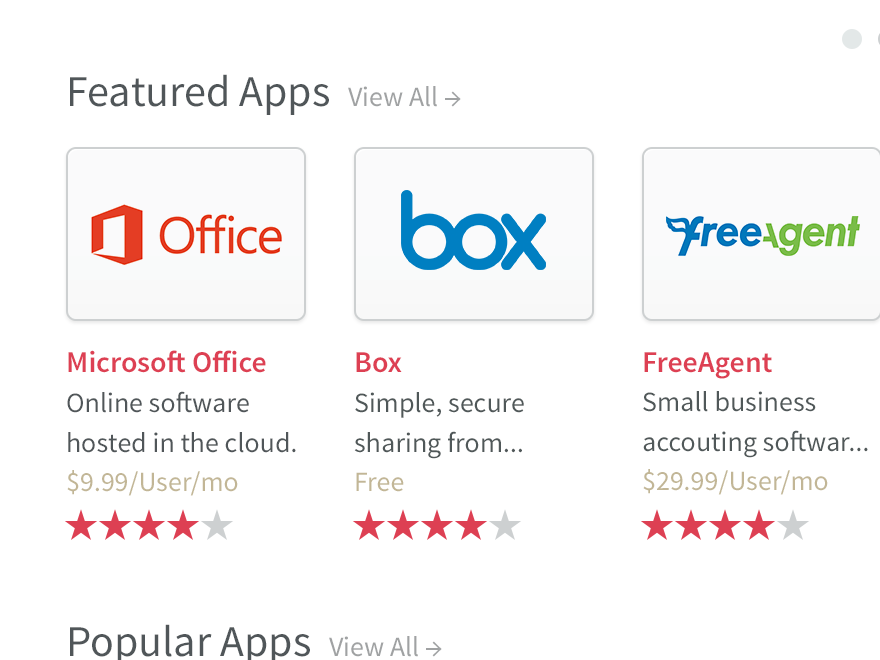 Featured Apps View All →
Office
box
freeAgent
Microsoft Office
Online software
hosted in the cloud.
$9.99/User/mo
Box
Simple, secure
sharing from...
Free
FreeAgent
Small business
accouting softwar...
$29.99/User/mo
Popular Apps View All →